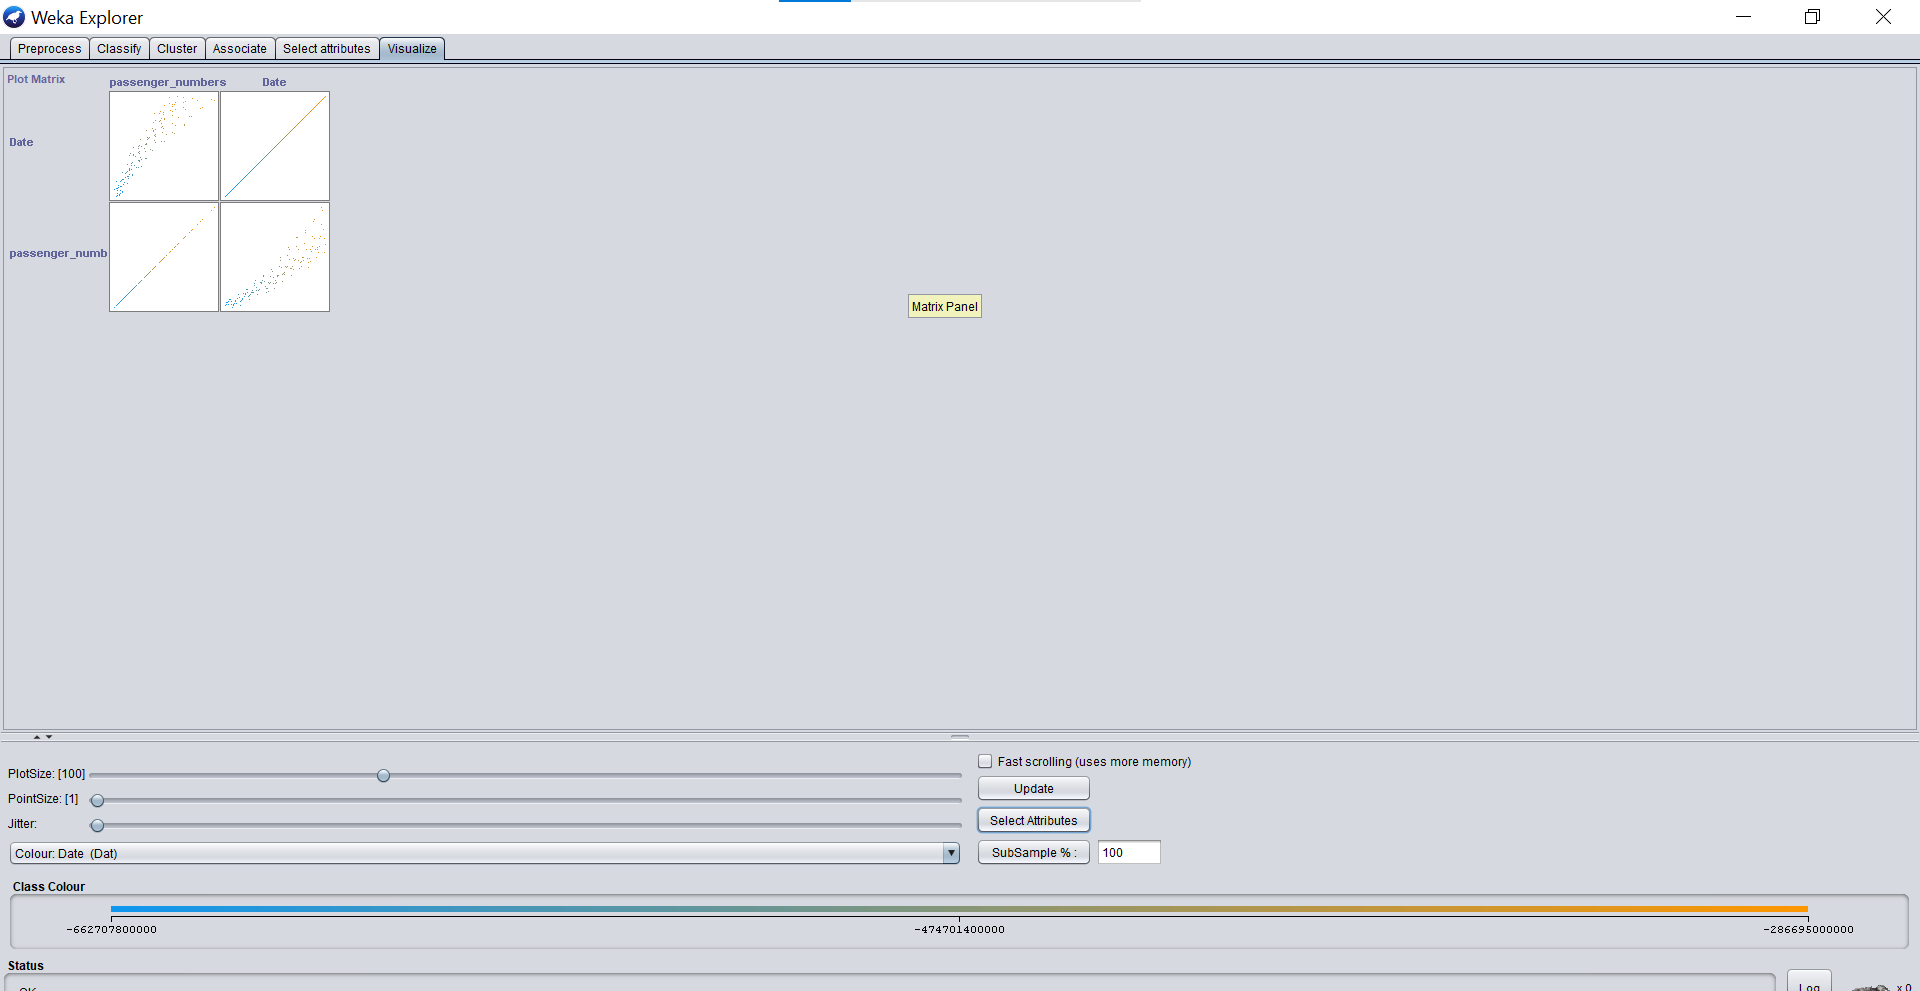 Weka Explorer
Preprocess Classify Cluster Associate Select attributes Visualize
Plot Matrix
passenger_numbers Date
Date
passenger_numb
Matrix Panel
PlotSize: [100]
PointSize: [1]
Jitter:
Colour: Date (Dat)
Fast scrolling (uses more memory)
Update
Select Attributes
SubSample % : 100
Class Colour
-662707800000 -474701400000 -286695000000
Status
OK
Log x 0